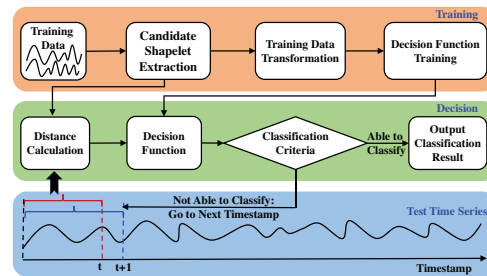 Training
Training
Data
Candidate
Shapelet
Extraction
Training Data
Transformation
Decision Function
Training
Decision
Distance
Calculation
Decision
Function
Classification
Criteria
Able to
Classify
Output
Classification
Result
Not Able to Classify:
Go to Next Timestamp
Test Time Series
t
t+1
Timestamp